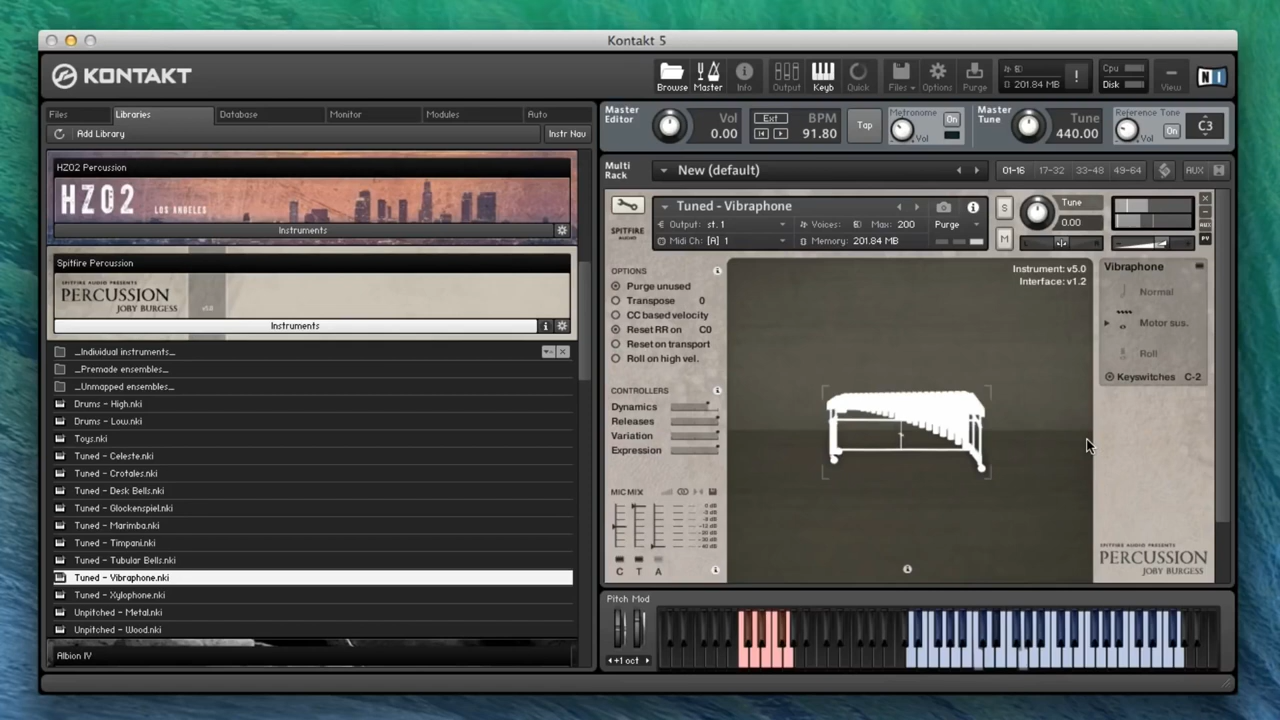 Kontakt 5
KONTAKT
Browse Master Info Output Keyb Quick Files Options Purge 201.84 MB ! Cpu Disk View NI
Files Libraries Database Monitor Modules Auto
Add Library Instr Nav
HZ02 Percussion
HZ02 LOS ANGELES
Instruments
Spitfire Percussion
SPITFIRE AUDIO PRESENTS
PERCUSSION
JOBY BURGESS
v5.0
Instruments
_Individual instruments_
_Premade ensembles_
_Unmapped ensembles_
Drums - High.nki
Drums - Low.nki
Toys.nki
Tuned - Celeste.nki
Tuned - Crotales.nki
Tuned - Desk Bells.nki
Tuned - Glockenspiel.nki
Tuned - Marimba.nki
Tuned - Timpani.nki
Tuned - Tubular Bells.nki
Tuned - Vibraphone.nki
Tuned - Xylophone.nki
Unpitched - Metal.nki
Unpitched - Wood.nki
Albion IV
Master Editor
Vol 0.00
Ext
BPM 91.80
Tap
Metronome On
Vol
Master Tune
Tune 440.00
Reference Tone On
Vol
C3
Multi Rack
New (default)
01-16 17-32 33-48 49-64 AUX
SPITFIRE AUDIO
Tuned - Vibraphone
Output: st.1 Voices: Max: 200 Purge
Midi Ch: [A] 1 Memory: 201.84 MB
S
M
Tune
0.00
AUX
PV
OPTIONS
Purge unused
Transpose 0
CC based velocity
Reset RR on C0
Reset on transport
Roll on high vel.
CONTROLLERS
Dynamics
Releases
Variation
Expression
MIC MIX
C T A
Instrument: v5.0
Interface: v1.2
Vibraphone
Normal
Motor sus.
Roll
Keyswitches C-2
SPITFIRE AUDIO PRESENTS
PERCUSSION
JOBY BURGESS
Pitch Mod
+1 oct